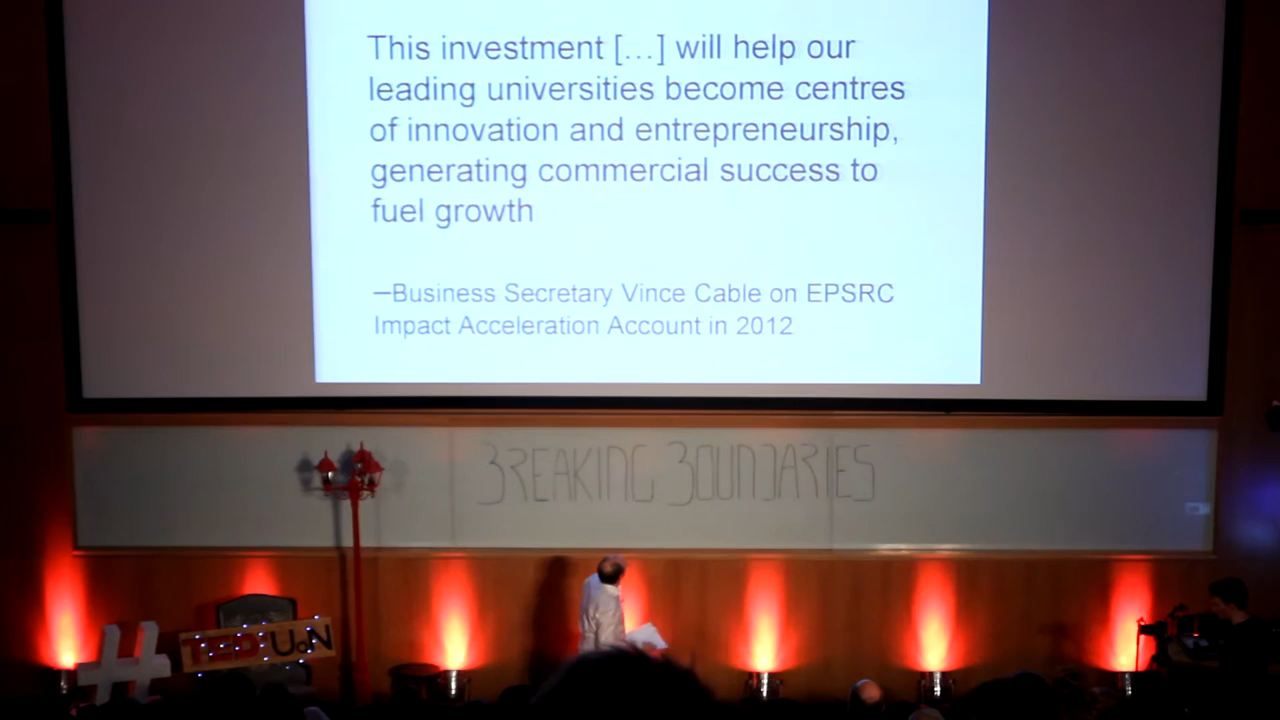 This investment [...] will help our
leading universities become centres
of innovation and entrepreneurship,
generating commercial success to
fuel growth
—Business Secretary Vince Cable on EPSRC
Impact Acceleration Account in 2012
BREAKING BOUNDARIES
#
TEDxUoN